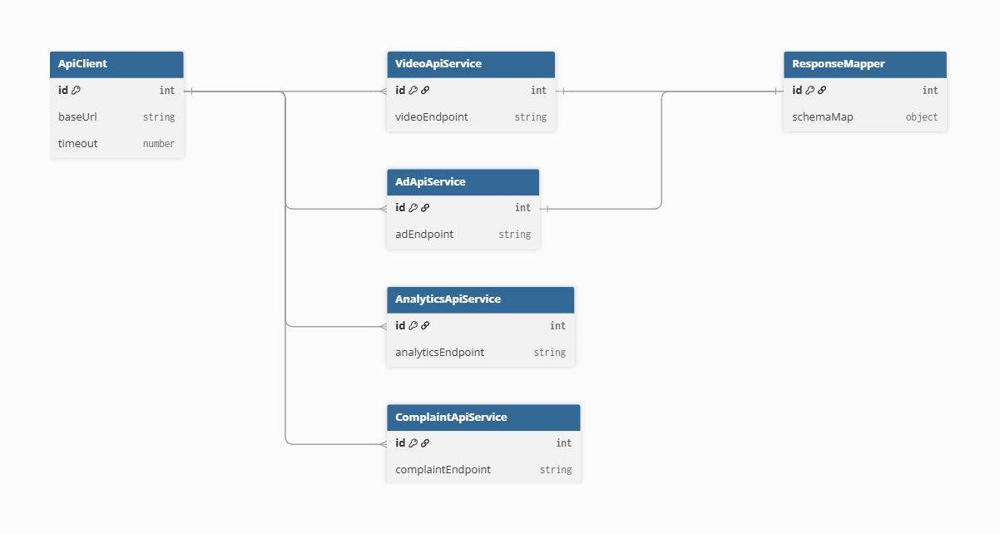 ApiClient
id int
baseUrl string
timeout number
VideoApiService
id int
videoEndpoint string
AdApiService
id int
adEndpoint string
AnalyticsApiService
id int
analyticsEndpoint string
ComplaintApiService
id int
complaintEndpoint string
ResponseMapper
id int
schemaMap object